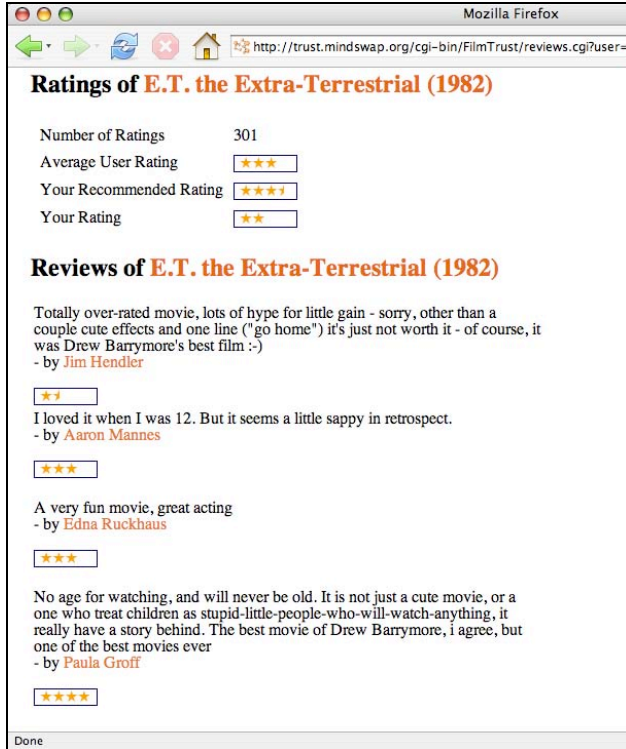 Mozilla Firefox
http://trust.mindswap.org/cgi-bin/FilmTrust/reviews.cgi?user=
Ratings of E.T. the Extra-Terrestrial (1982)
Number of Ratings 301
Average User Rating ★★★
Your Recommended Rating ★★★
Your Rating ★★
Reviews of E.T. the Extra-Terrestrial (1982)
Totally over-rated movie, lots of hype for little gain - sorry, other than a
couple cute effects and one line ("go home") it's just not worth it - of course, it
was Drew Barrymore's best film :-)
- by Jim Hendler
I loved it when I was 12. But it seems a little sappy in retrospect.
- by Aaron Mannes
A very fun movie, great acting
- by Edna Ruckhaus
No age for watching, and will never be old. It is not just a cute movie, or a
one who treat children as stupid-little-people-who-will-watch-anything, it
really have a story behind. The best movie of Drew Barrymore, i agree, but
one of the best movies ever
- by Paula Groff
Done